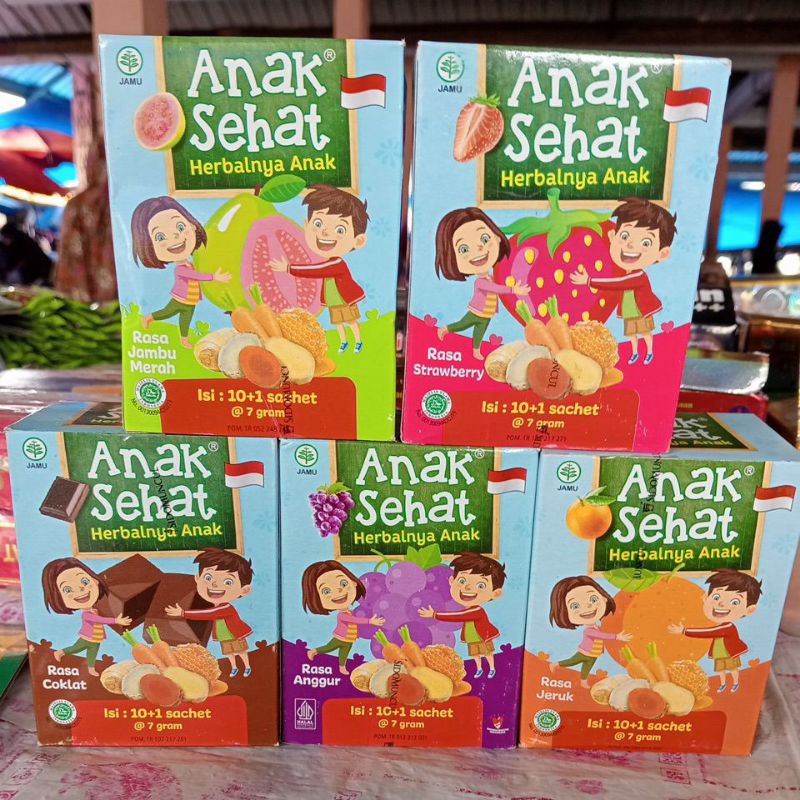 JAMU
Anak®
Sehat
Herbalnya Anak
Rasa
Jambu
Merah
Isi : 10+1 sachet
@ 7 gram
JAMU
Anak
Sehat
Herbalnya Anak
Rasa
Strawberry
Isi : 10+1 sachet
@ 7 gram
JAMU
Anak®
Sehat
Herbalnya Anak
Rasa
Coklat
Isi : 10+1 sachet
@ 7 gram
JAMU
Anak®
Sehat
Herbalnya Anak
Rasa
Anggur
HALAL
Isi : 10+1 sachet
@ 7 gram
JAMU
Anak®
Sehat
Herbalnya Anak
Rasa
Jeruk
Isi : 10+1 sachet
@ 7 gram